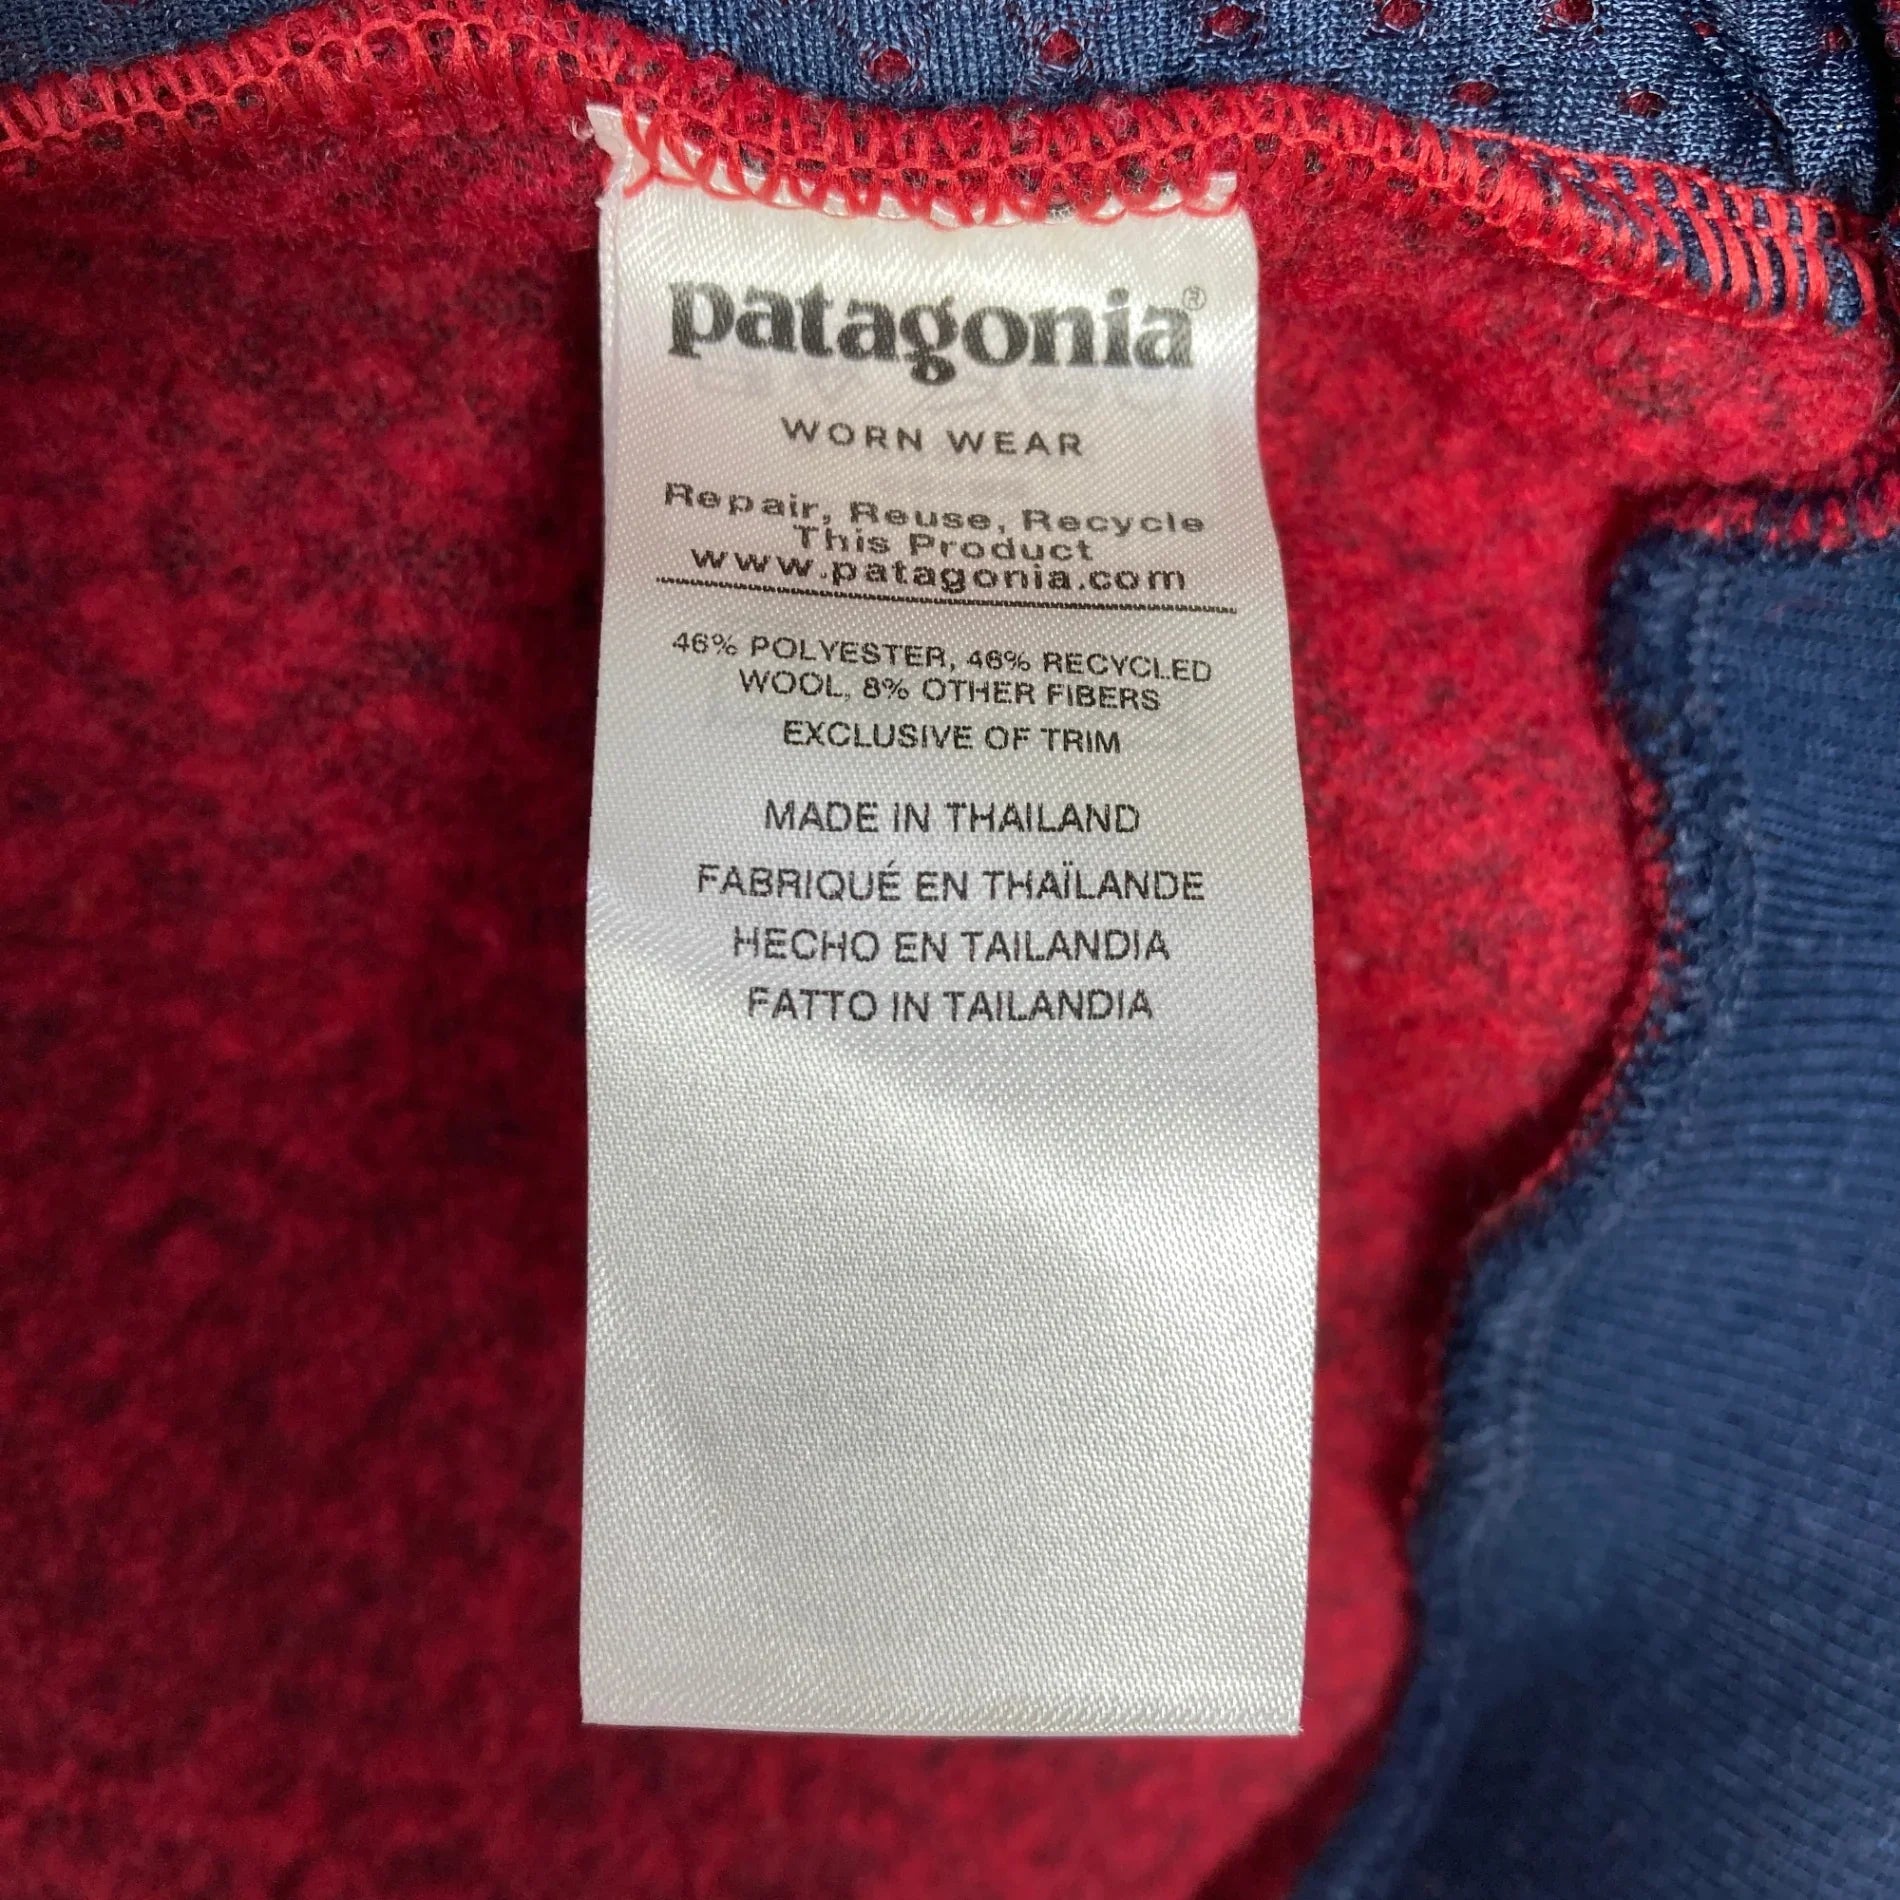 patagonia®
WORN WEAR
Repair, Reuse, Recycle
This Product
www.patagonia.com
46% POLYESTER, 46% RECYCLED
WOOL, 8% OTHER FIBERS
EXCLUSIVE OF TRIM
MADE IN THAILAND
FABRIQUÉ EN THAÏLANDE
HECHO EN TAILANDIA
FATTO IN TAILANDIA